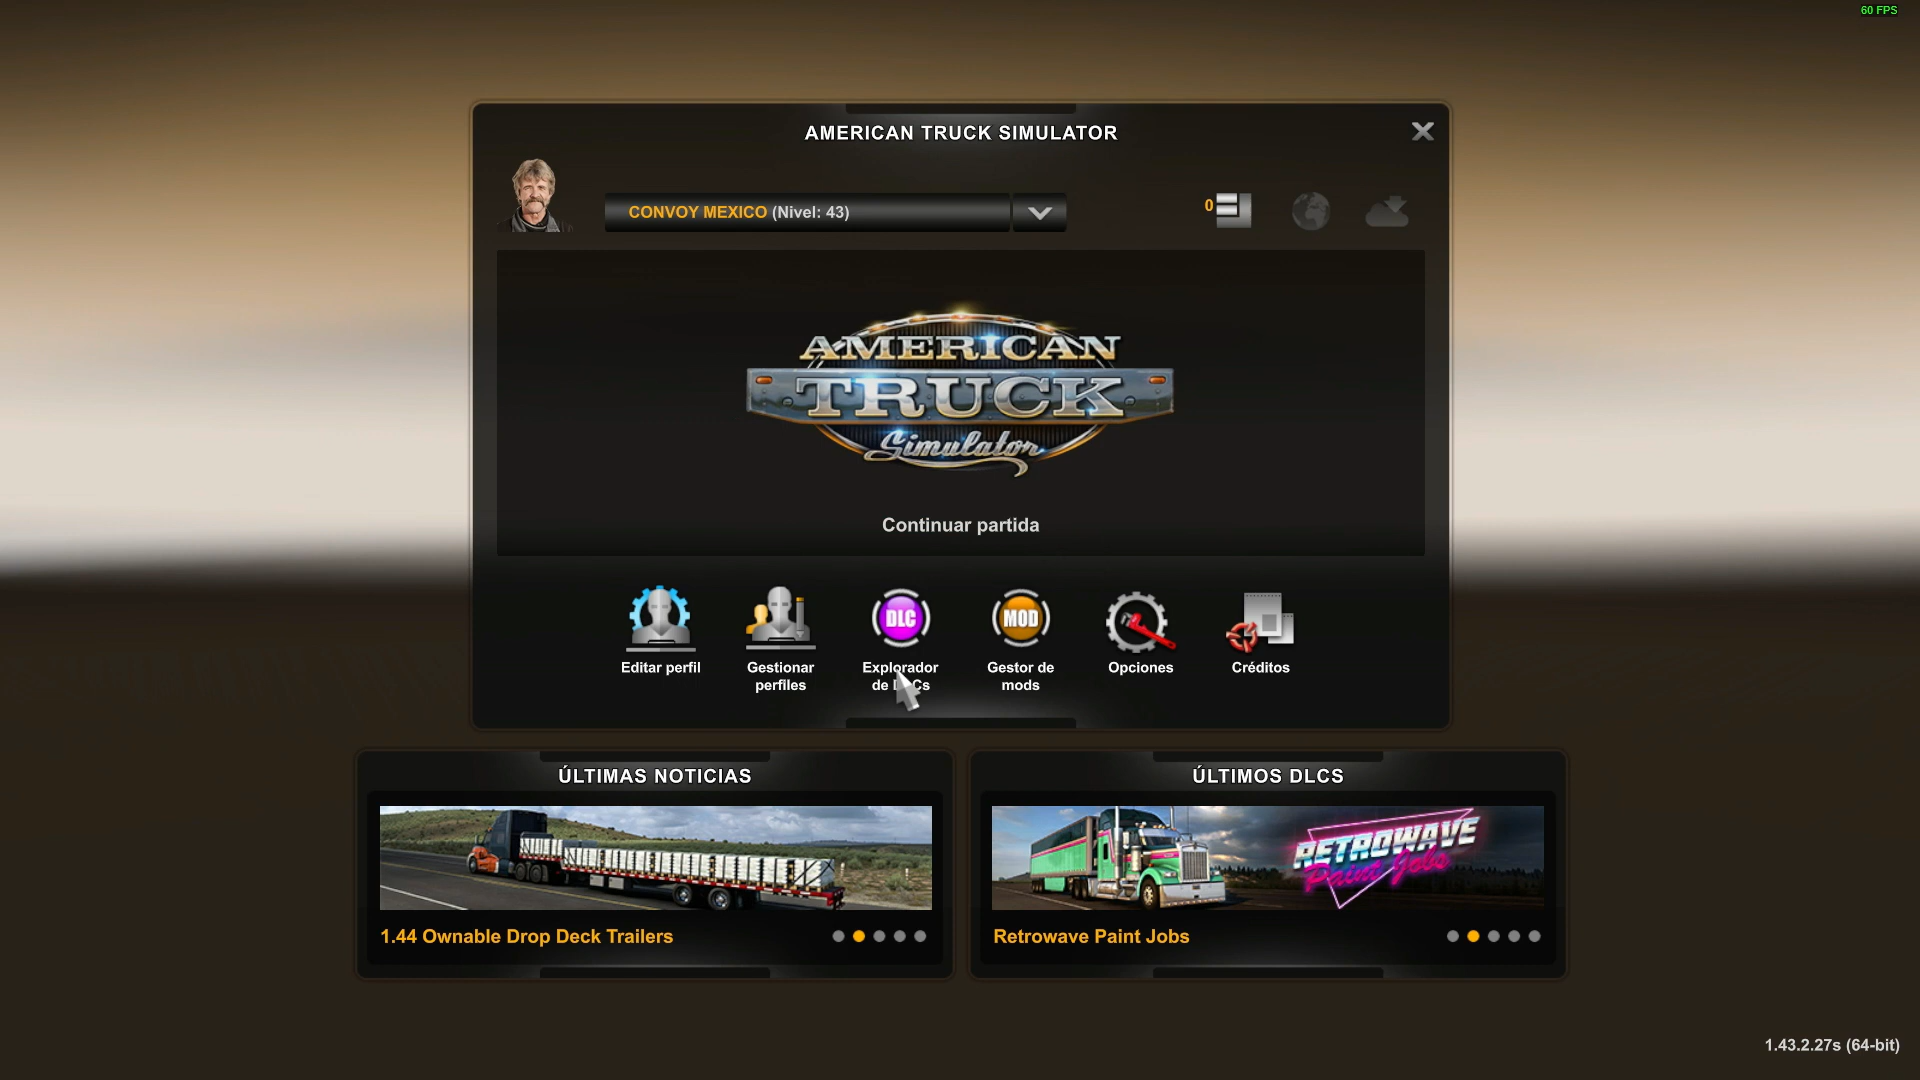 60 FPS
AMERICAN TRUCK SIMULATOR
CONVOY MEXICO (Nivel: 43)
0
AMERICAN
TRUCK
Simulator
Continuar partida
Editar perfil
Gestionar
perfiles
DLC
Explorador
de DLCs
MOD
Gestor de
mods
Opciones
Créditos
ÚLTIMAS NOTICIAS
1.44 Ownable Drop Deck Trailers
ÚLTIMOS DLCS
RETROWAVE
Paint Jobs
Retrowave Paint Jobs
1.43.2.27s (64-bit)